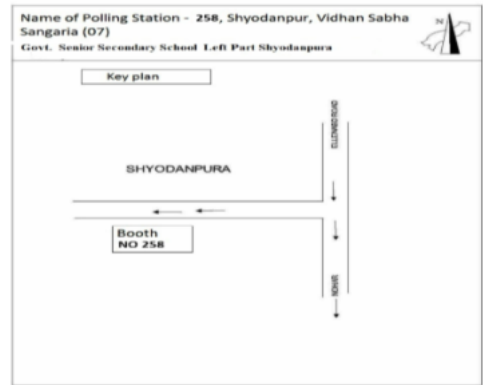 Name of Polling Station - 258, Shyodanpur, Vidhan Sabha
Sangaria (07)
N
Govt. Senior Secondary School Left Part Shyodanpura
Key plan
SHYODANPURA
Booth
NO 258